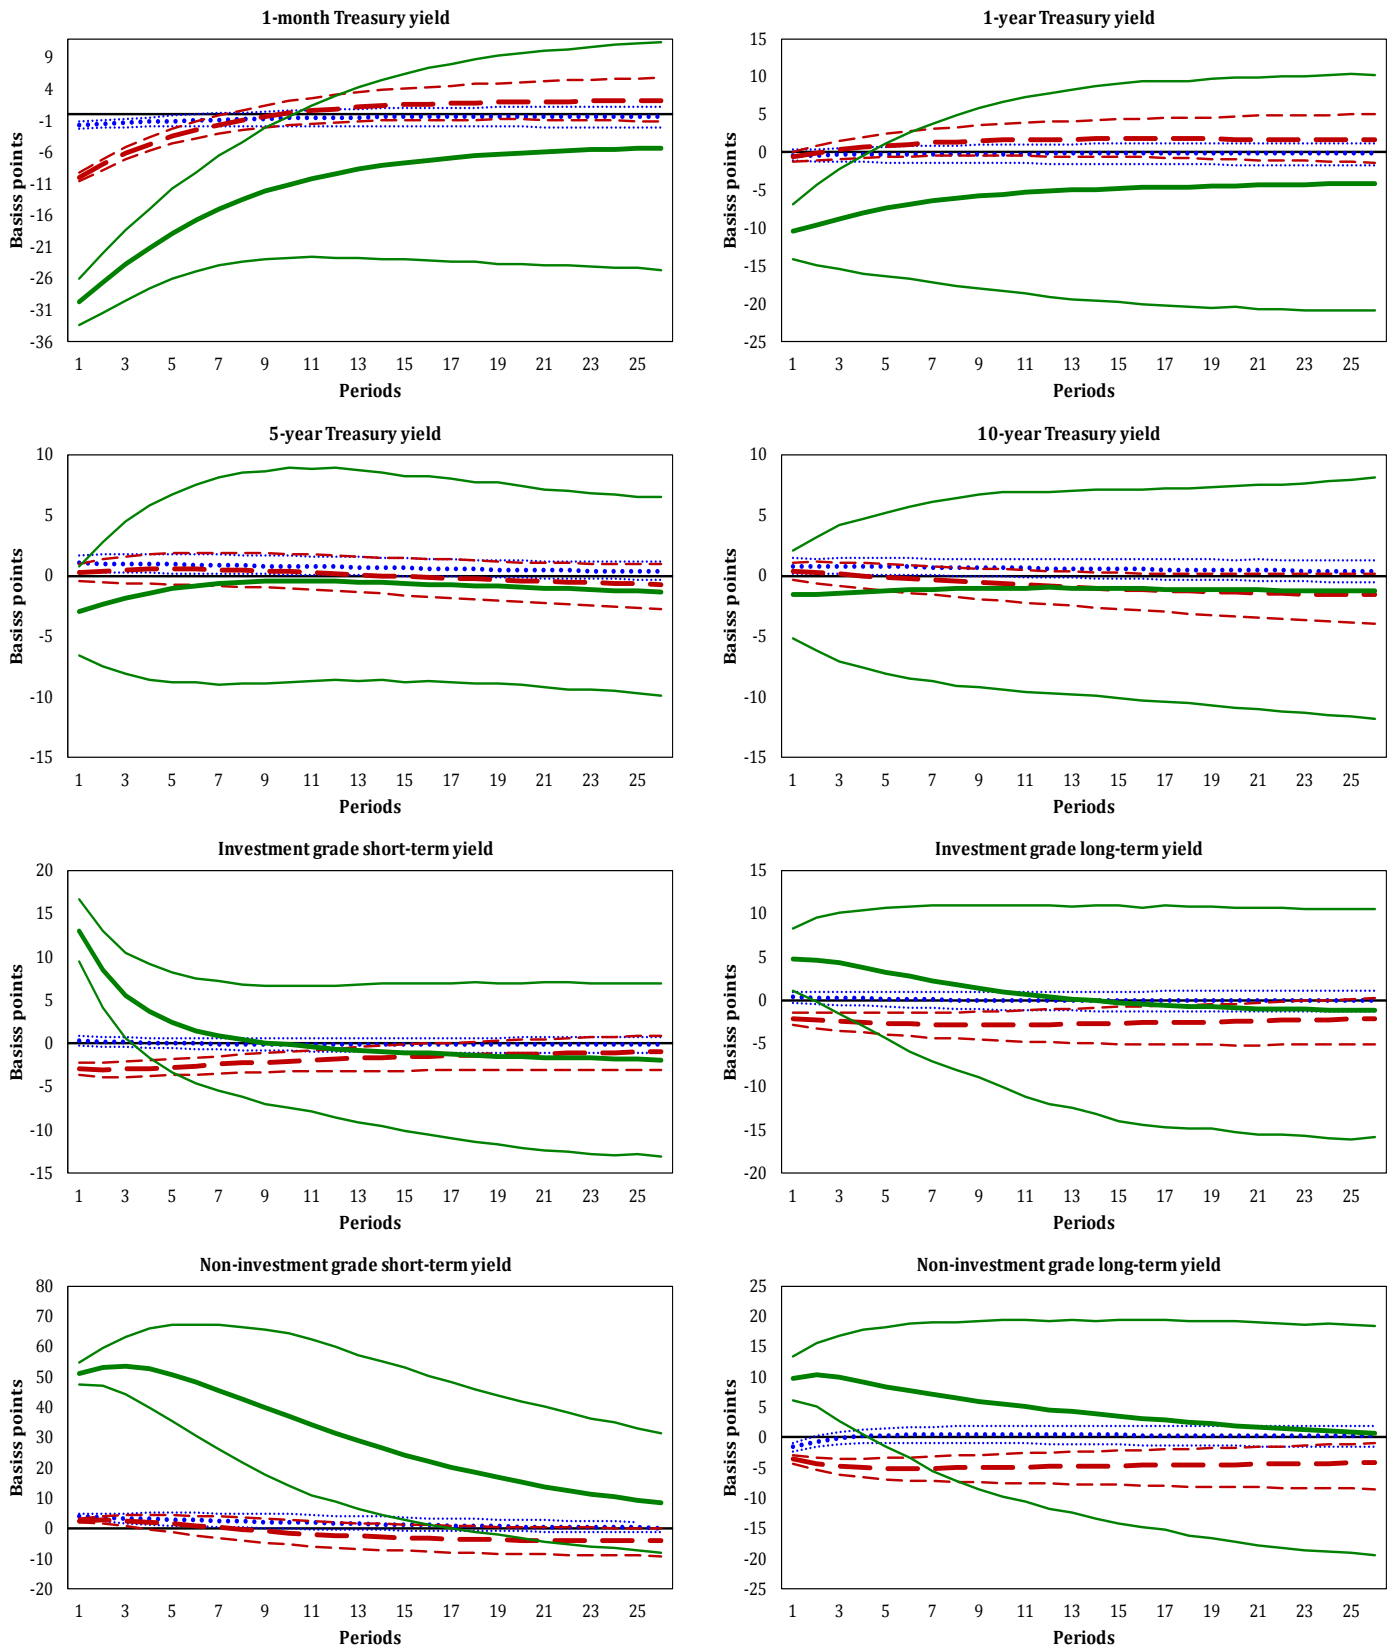 1-month Treasury yield
9
4
-1
-6
-11
-16
-21
-26
-31
-36
Basiss points
1 3 5 7 9 11 13 15 17 19 21 23 25
Periods
1-year Treasury yield
15
10
5
0
-5
-10
-15
-20
-25
Basiss points
1 3 5 7 9 11 13 15 17 19 21 23 25
Periods
5-year Treasury yield
10
5
0
-5
-10
-15
Basiss points
1 3 5 7 9 11 13 15 17 19 21 23 25
Periods
10-year Treasury yield
10
5
0
-5
-10
-15
Basiss points
1 3 5 7 9 11 13 15 17 19 21 23 25
Periods
Investment grade short-term yield
20
15
10
5
0
-5
-10
-15
Basiss points
1 3 5 7 9 11 13 15 17 19 21 23 25
Periods
Investment grade long-term yield
15
10
5
0
-5
-10
-15
-20
Basiss points
1 3 5 7 9 11 13 15 17 19 21 23 25
Periods
Non-investment grade short-term yield
80
70
60
50
40
30
20
10
0
-10
-20
Basiss points
1 3 5 7 9 11 13 15 17 19 21 23 25
Periods
Non-investment grade long-term yield
25
20
15
10
5
0
-5
-10
-15
-20
-25
Basiss points
1 3 5 7 9 11 13 15 17 19 21 23 25
Periods